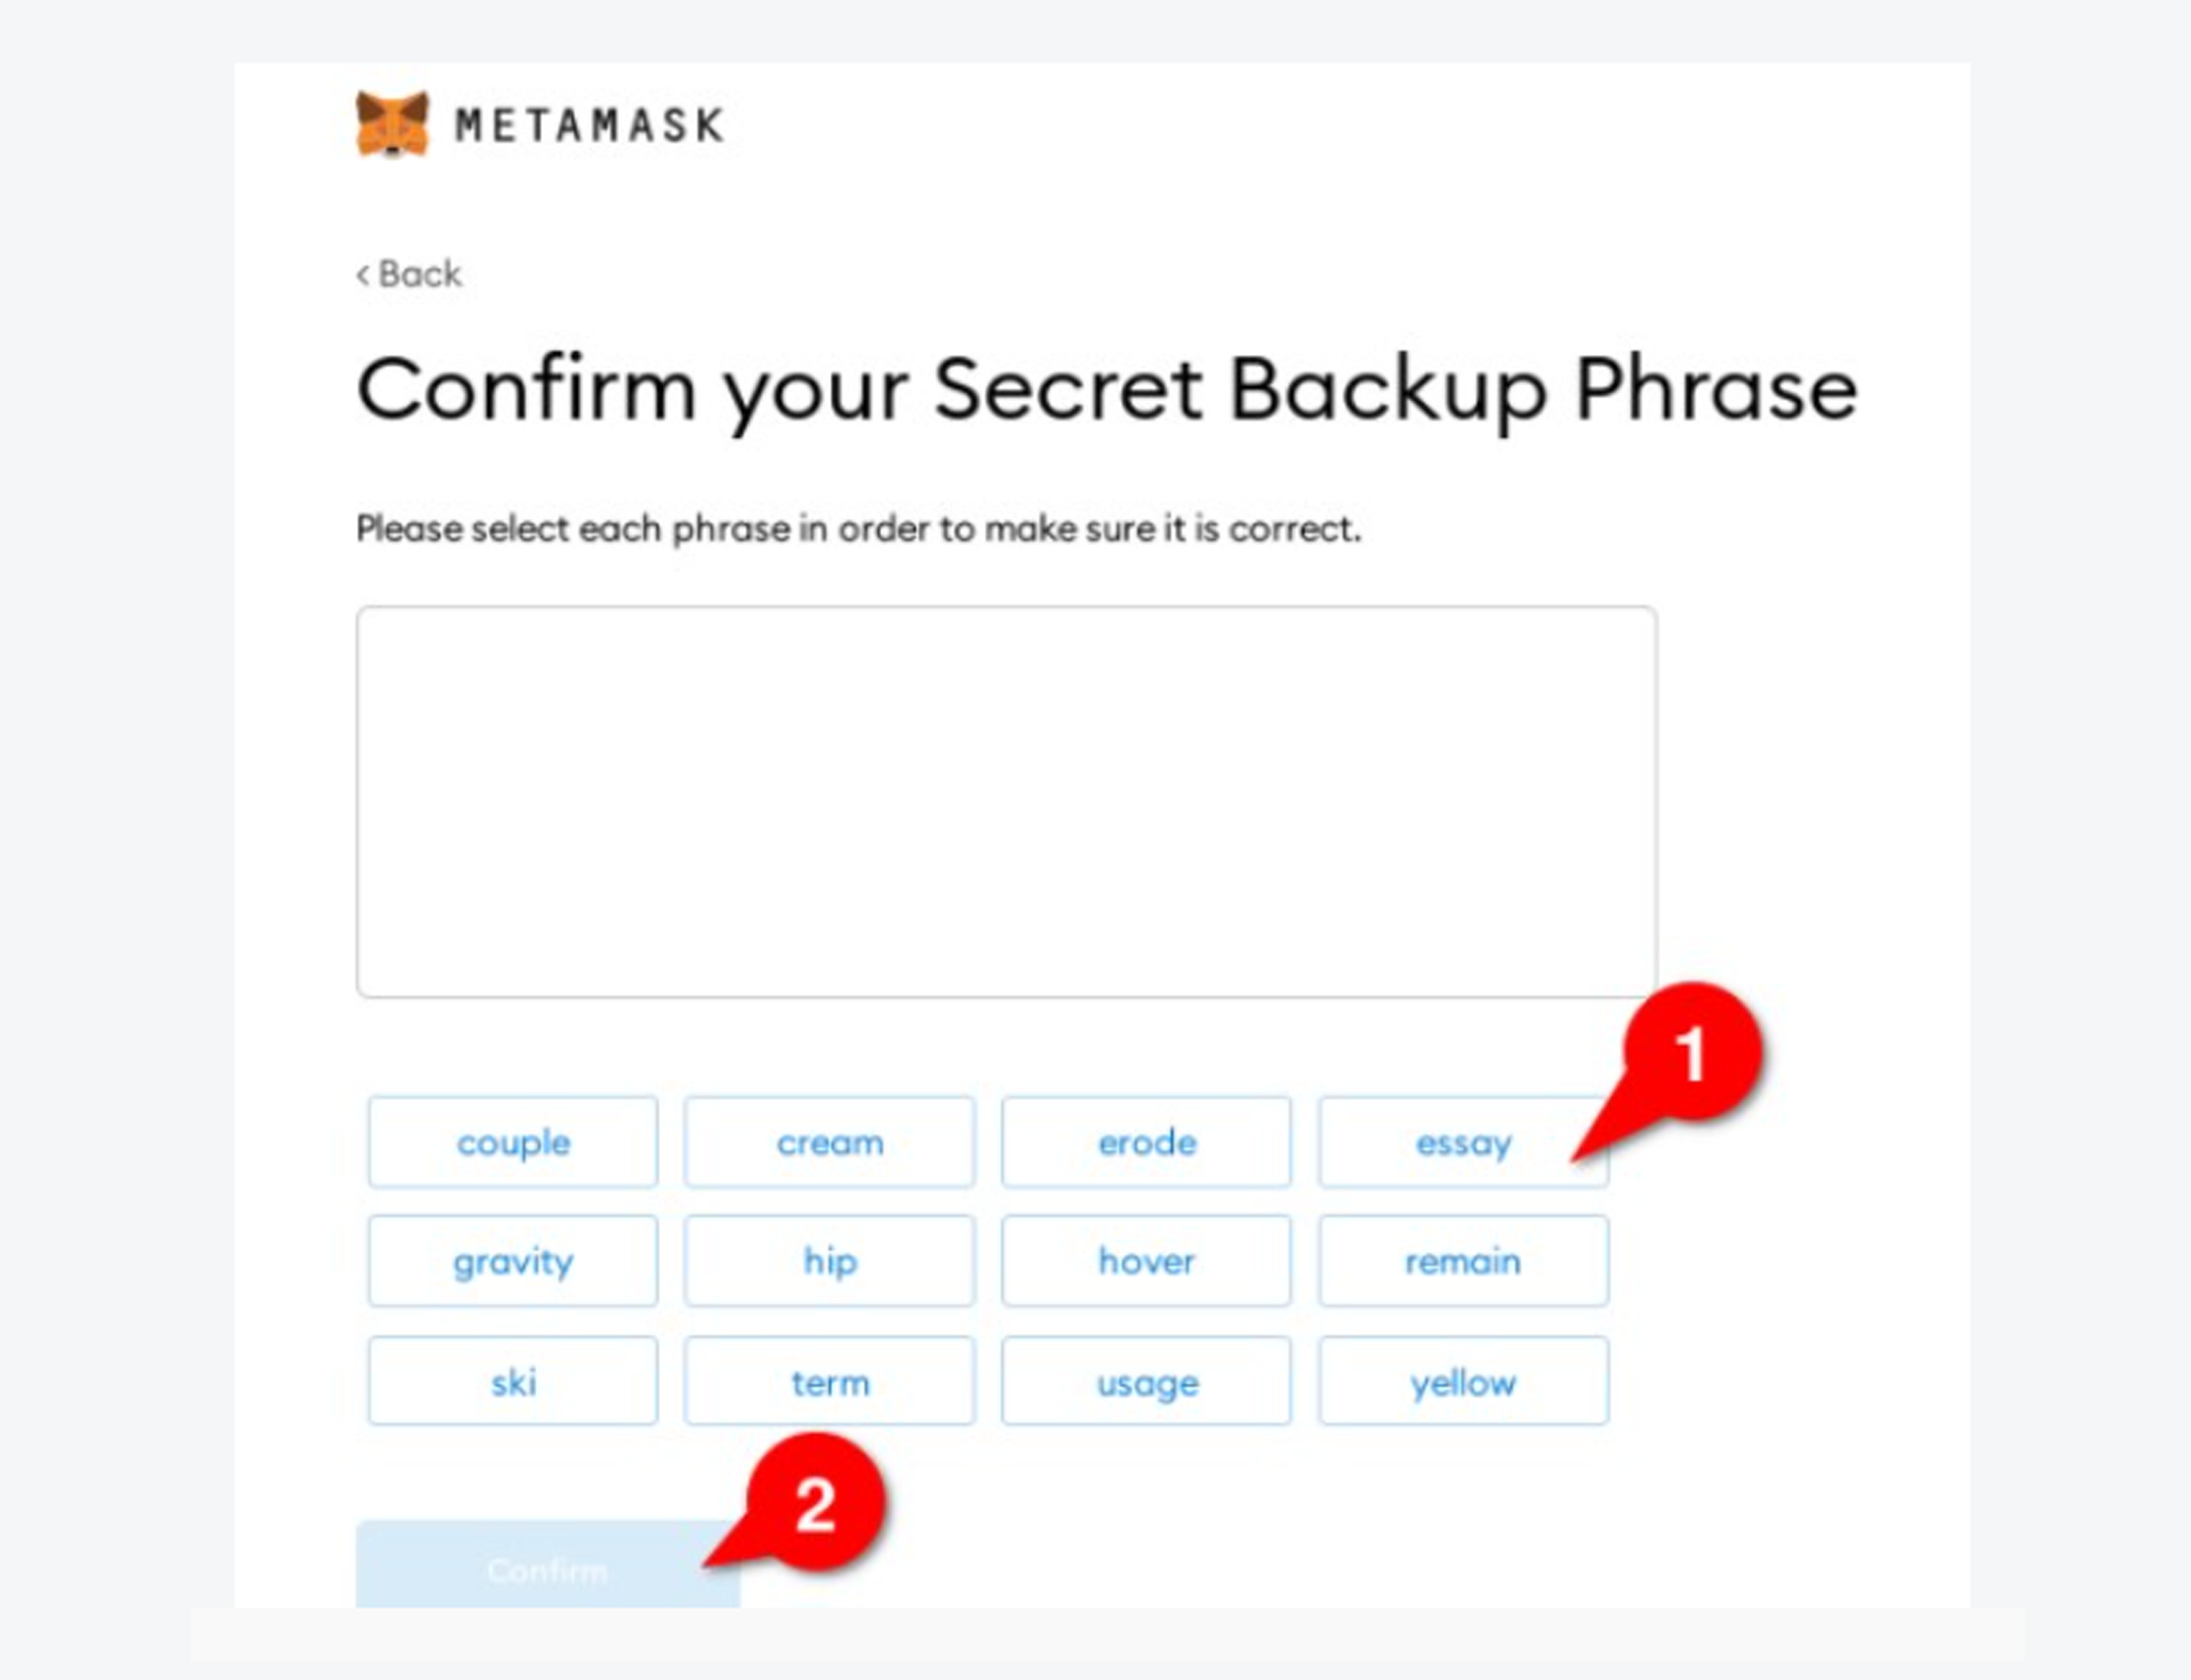 METAMASK
< Back
Confirm your Secret Backup Phrase
Please select each phrase in order to make sure it is correct.
1
couple cream erode essay
gravity hip hover remain
ski term usage yellow
2
Confirm